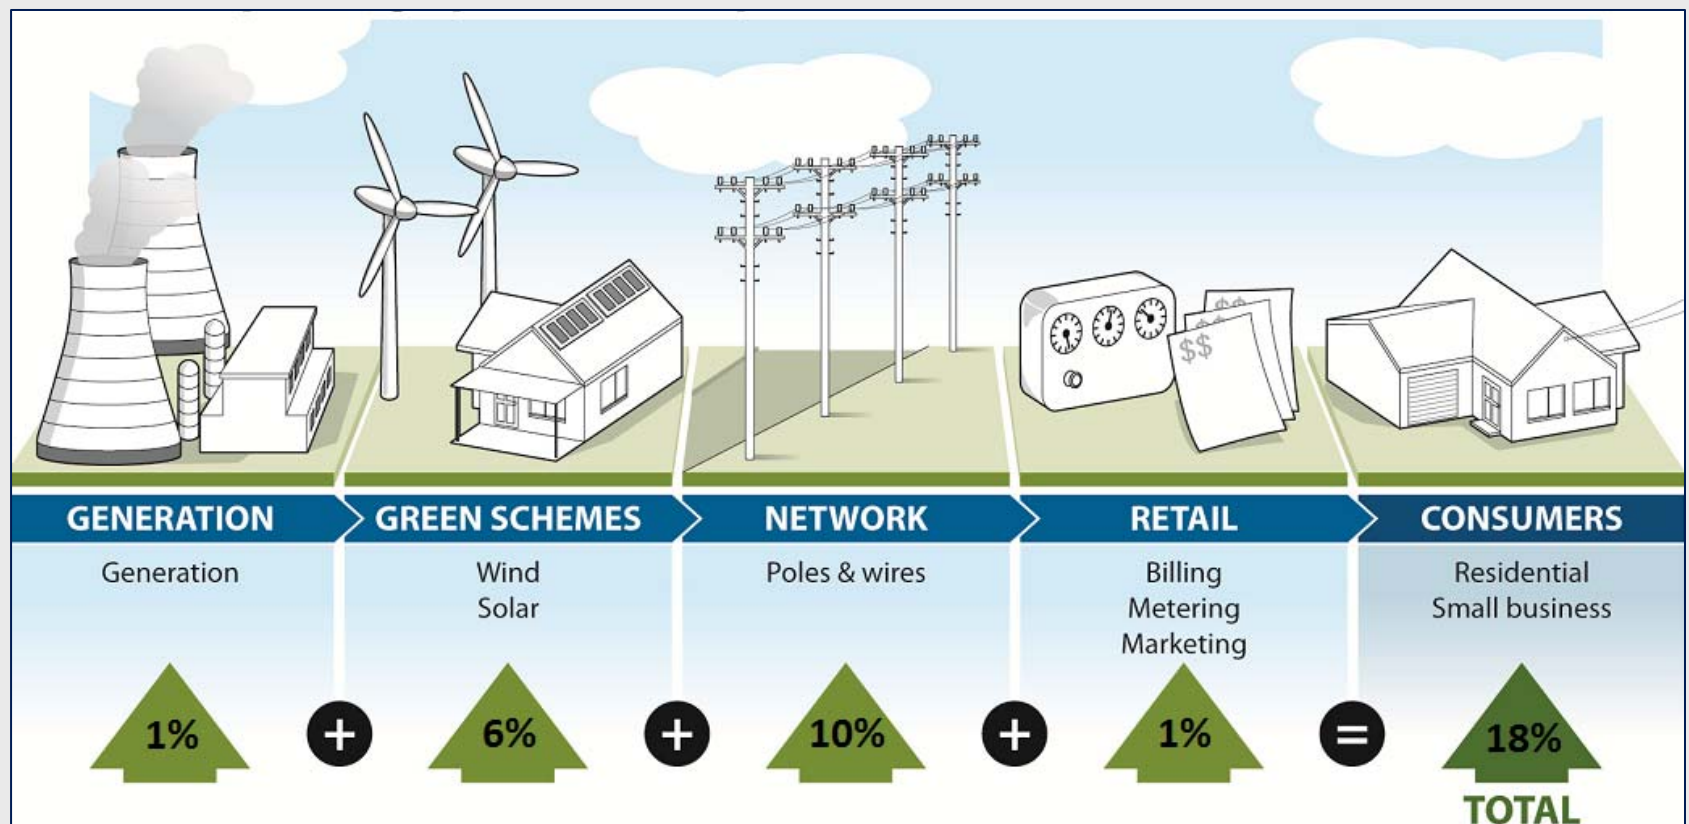 $$
$$
$$
GENERATION
GREEN SCHEMES
NETWORK
RETAIL
CONSUMERS
Generation
Wind
Solar
Poles & wires
Billing
Metering
Marketing
Residential
Small business
1%
+
6%
+
10%
+
1%
=
18%
TOTAL